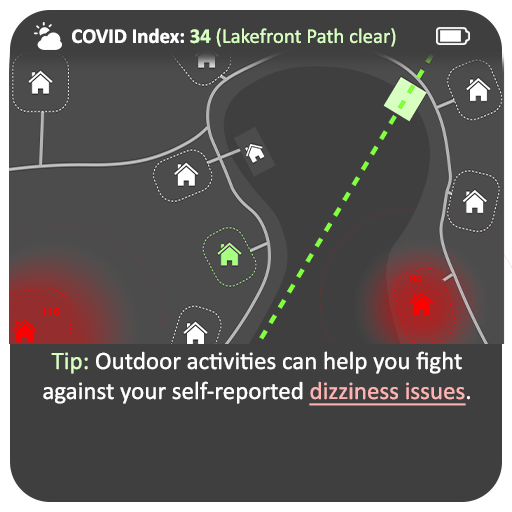 COVID Index: 34 (Lakefront Path clear)
Tip: Outdoor activities can help you fight
against your self-reported dizziness issues.